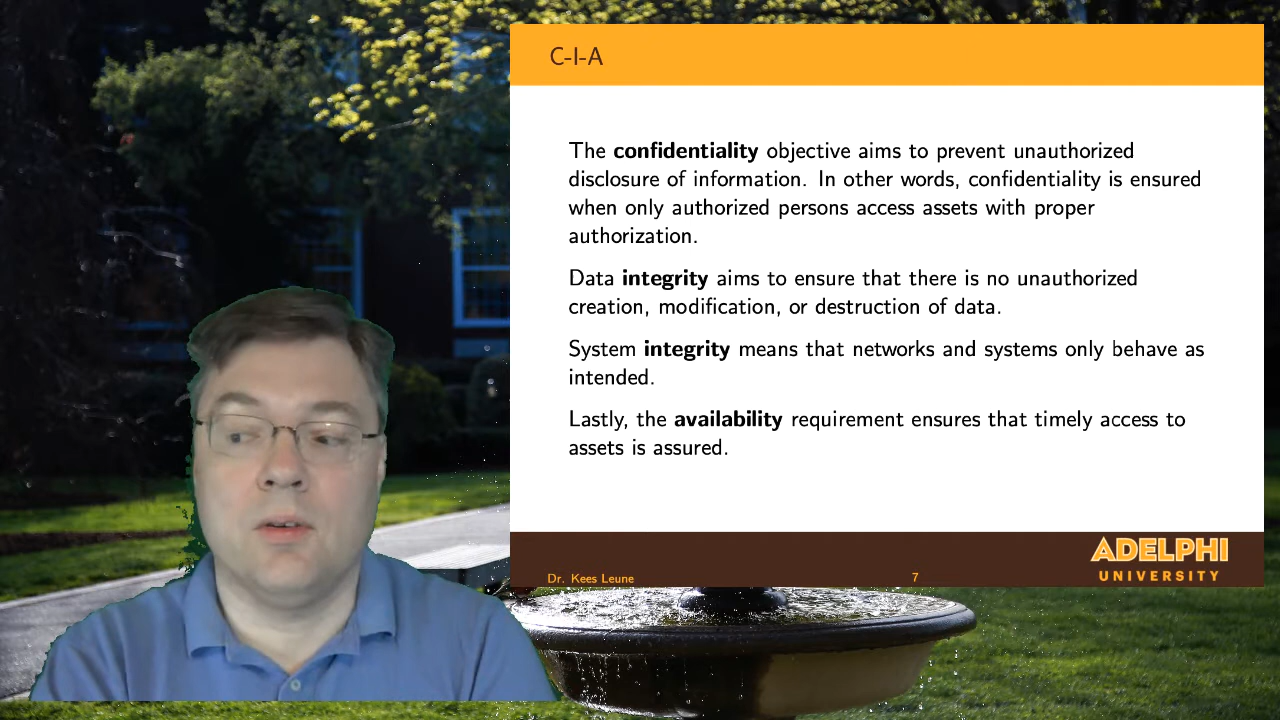 C-I-A
The confidentiality objective aims to prevent unauthorized
disclosure of information. In other words, confidentiality is ensured
when only authorized persons access assets with proper
authorization.
Data integrity aims to ensure that there is no unauthorized
creation, modification, or destruction of data.
System integrity means that networks and systems only behave as
intended.
Lastly, the availability requirement ensures that timely access to
assets is assured.
ADELPHI
UNIVERSITY
Dr. Kees Leune
7